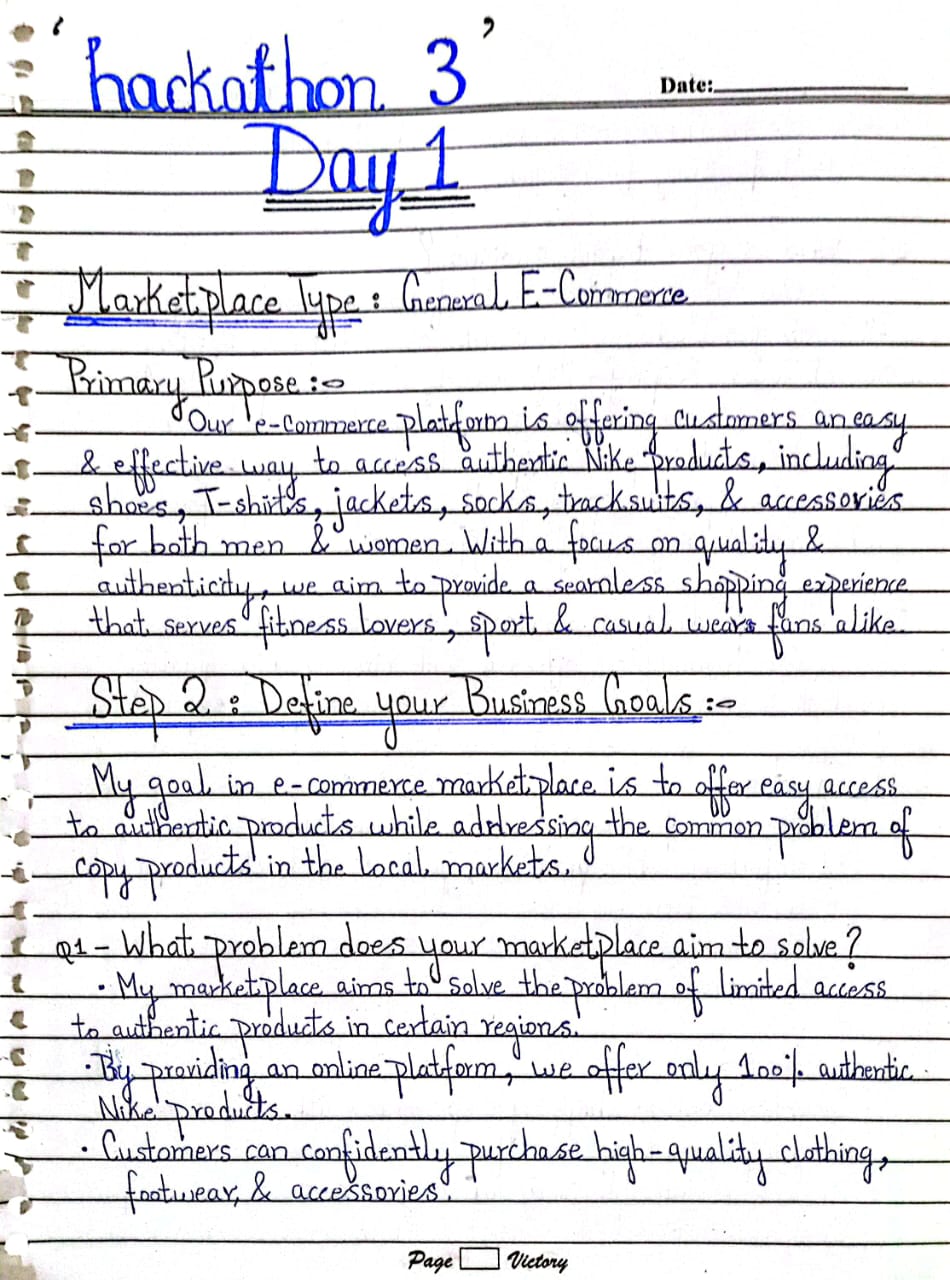 ‘ hackathon 3 ’
Date:
Day 1
Marketplace Type : General E-Commerce
Primary Purpose :-
Our e-commerce platform is offering customers an easy
& effective way to access authentic Nike products, including
shoes, T-shirts, jackets, socks, tracksuits, & accessories
for both men & women. With a focus on quality &
authenticity, we aim to provide a seamless shopping experience
that serves fitness lovers, sport & casual wears fans alike.
Step 2 : Define your Business Goals :-
My goal in e-commerce marketplace is to offer easy access
to authentic products while addressing the common problem of
copy products in the local markets.
Q1 - What problem does your marketplace aim to solve?
• My marketplace aims to solve the problem of limited access
to authentic products in certain regions.
• By providing an online platform, we offer only 100% authentic
Nike products.
• Customers can confidently purchase high-quality clothing,
footwear, & accessories.
Page Victory